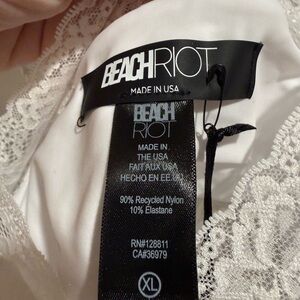 BEACHRIOT
MADE IN USA
BEACH
RIOT
MADE IN
THE USA
FAIT AUX USA
HECHO EN EE.UU
90% Recycled Nylon
10% Elastane
RN#128811
CA#36979
XL